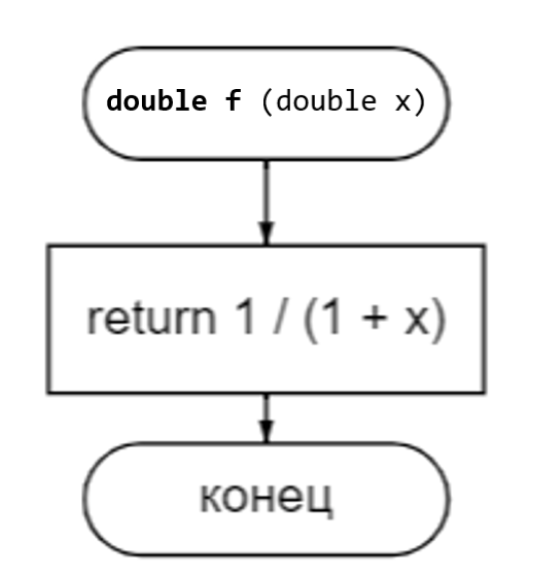 double f (double x)
return 1 / (1 + x)
конец